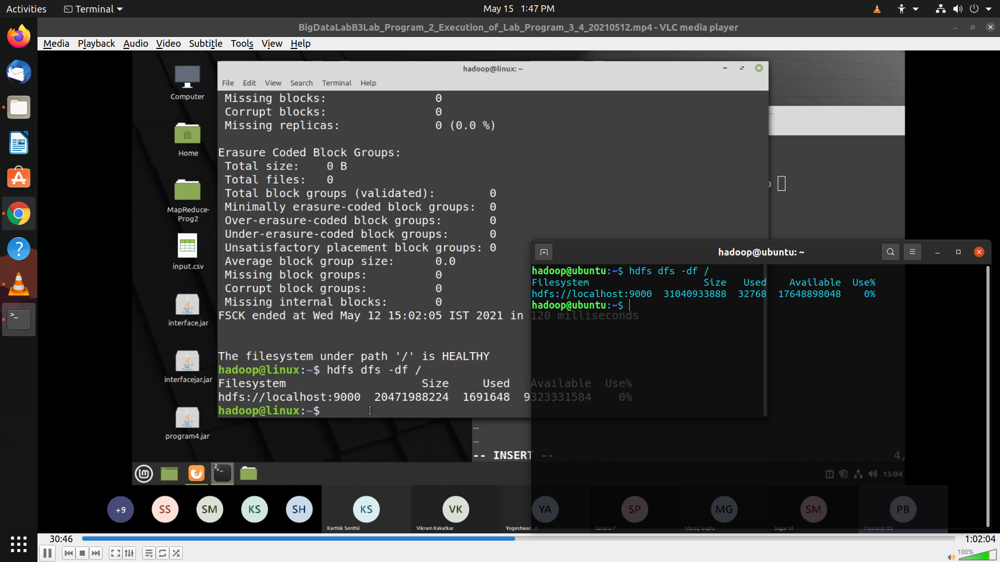 Activities
Terminal
May 15 1:47 PM
BigDataLabB3Lab_Program_2_Execution_of_Lab_Program_3_4_20210512.mp4 - VLC media player
Media Playback Audio Video Subtitle Tools View Help
Computer
Home
MapReduce-
Prog2
input.csv
interface.jar
interfacejar.jar
program4.jar
hadoop@linux: ~
File Edit View Search Terminal Help
Missing blocks: 0
Corrupt blocks: 0
Missing replicas: 0 (0.0 %)
Erasure Coded Block Groups:
Total size: 0 B
Total files: 0
Total block groups (validated): 0
Minimally erasure-coded block groups: 0
Over-erasure-coded block groups: 0
Under-erasure-coded block groups: 0
Unsatisfactory placement block groups: 0
Average block group size: 0.0
Missing block groups: 0
Corrupt block groups: 0
Missing internal blocks: 0
FSCK ended at Wed May 12 15:02:05 IST 2021 in 120 milliseconds
The filesystem under path '/' is HEALTHY
hadoop@linux:~$ hdfs dfs -df /
Filesystem Size Used Available Use%
hdfs://localhost:9000 20471988224 1691648 9323331584 0%
hadoop@linux:~$
~
~
-- INSERT --
4,
hadoop@ubuntu: ~
hadoop@ubuntu:~$ hdfs dfs -df /
Filesystem Size Used Available Use%
hdfs://localhost:9000 31040933888 32768 17648898048 0%
hadoop@ubuntu:~$
15:04
+9 SS SM KS SH KS VK YA SP MG SM PB
Karthik Senthil Vikram Kakatkar Yogeshwar. A Sahana P Mansij Gupta Sagar M Prashanth BS
30:46
1:02:04
100%